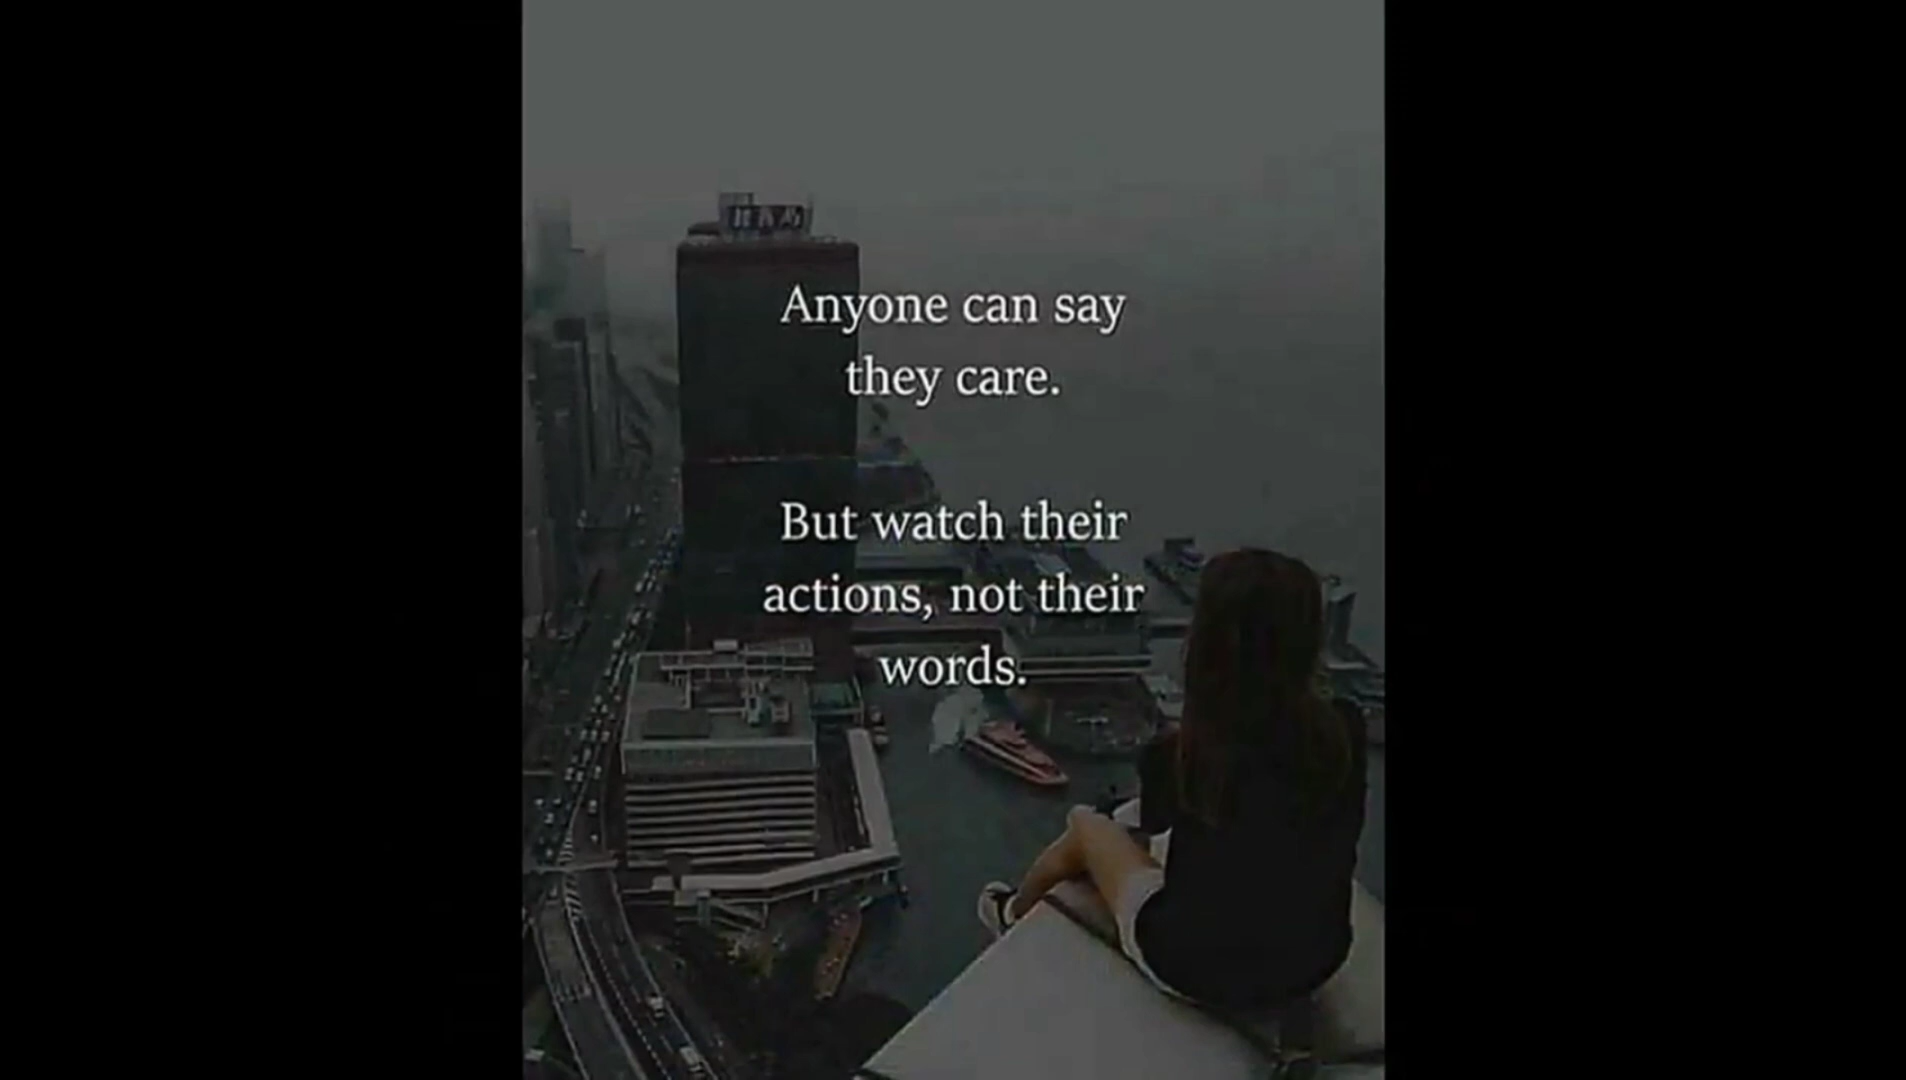 Anyone can say
they care.
But watch their
actions, not their
words.